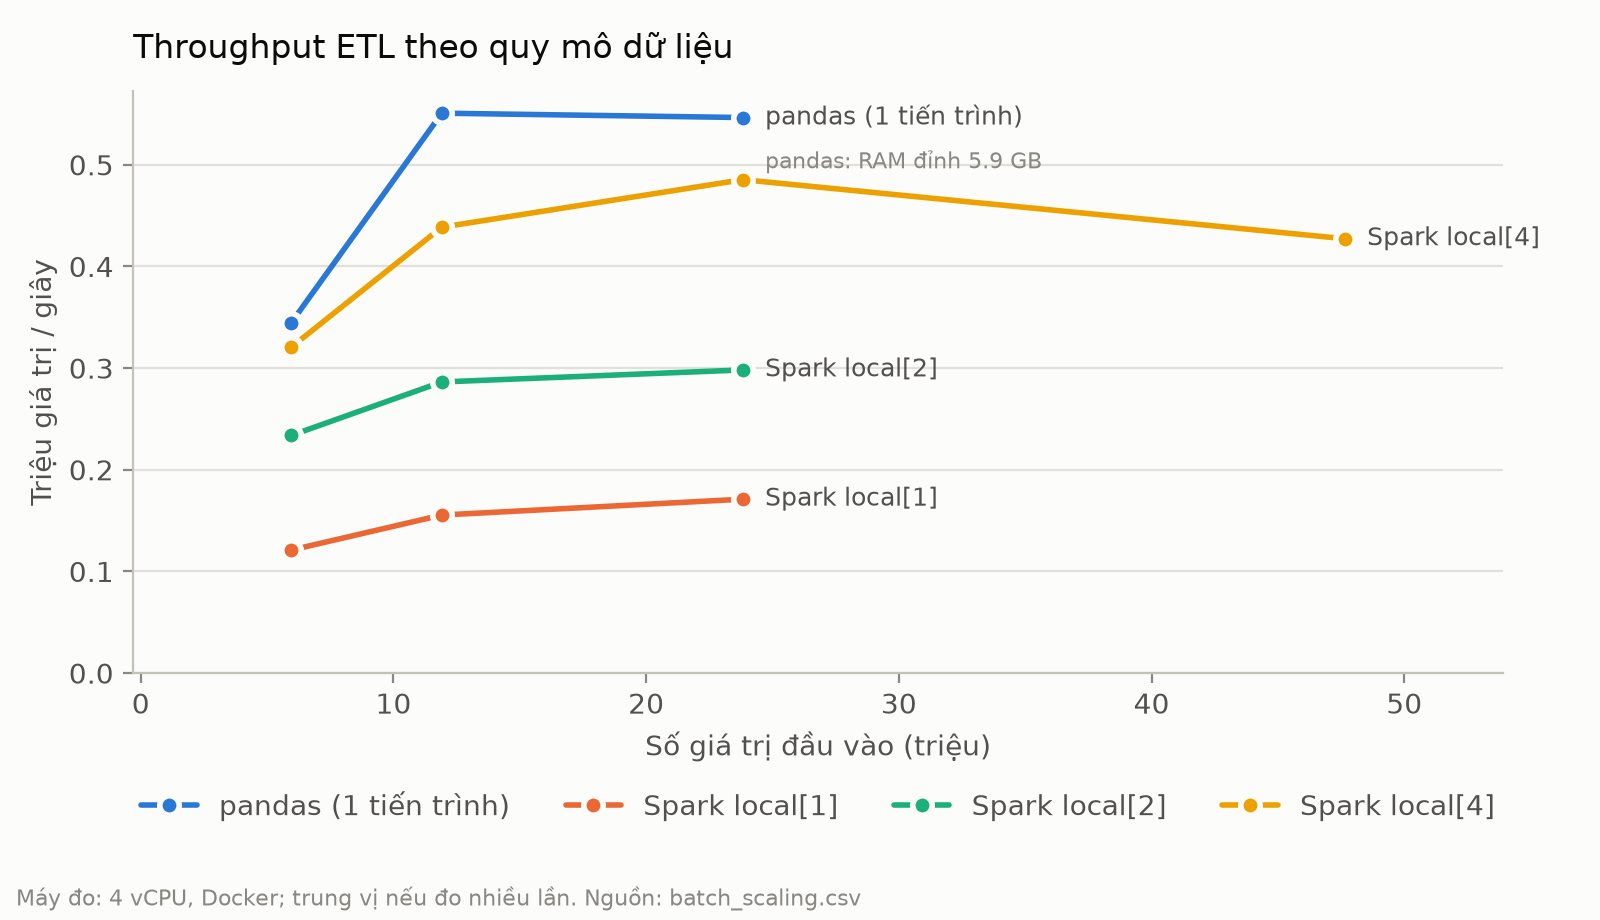 Throughput ETL theo quy mô dữ liệu
pandas (1 tiến trình)
pandas: RAM đỉnh 5.9 GB
Spark local[4]
Spark local[2]
Spark local[1]
Triệu giá trị / giây
0.5
0.4
0.3
0.2
0.1
0.0
0 10 20 30 40 50
Số giá trị đầu vào (triệu)
pandas (1 tiến trình) Spark local[1] Spark local[2] Spark local[4]
Máy đo: 4 vCPU, Docker; trung vị nếu đo nhiều lần. Nguồn: batch_scaling.csv